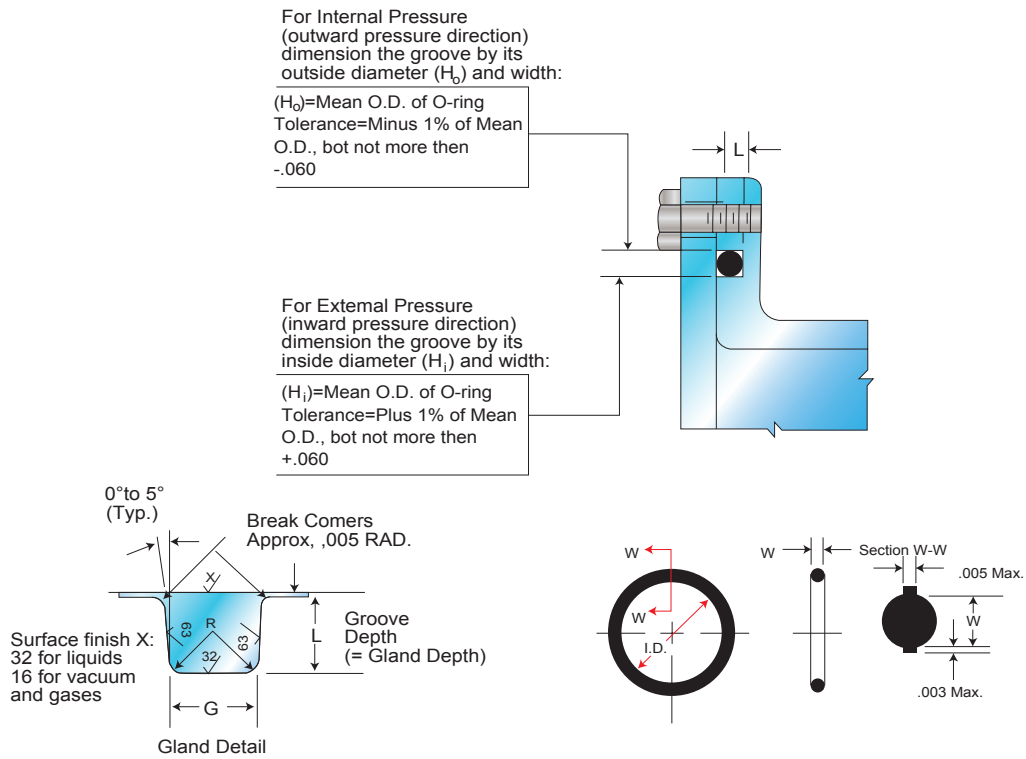 For Internal Pressure
(outward pressure direction)
dimension the groove by its
outside diameter (Ho) and width:
(Ho)=Mean O.D. of O-ring
Tolerance=Minus 1% of Mean
O.D., bot not more then
-.060
L
For Extemal Pressure
(inward pressure direction)
dimension the groove by its
inside diameter (Hi) and width:
(Hi)=Mean O.D. of O-ring
Tolerance=Plus 1% of Mean
O.D., bot not more then
+.060
0°to 5°
(Typ.)
Break Comers
Approx, ,005 RAD.
X
R
63
63
32
L
Groove
Depth
(= Gland Depth)
Surface finish X:
32 for liquids
16 for vacuum
and gases
G
Gland Detail
W
W
I.D.
W
Section W-W
.005 Max.
W
.003 Max.